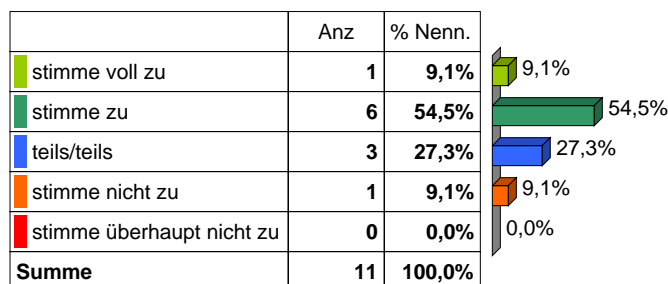 Anz % Nenn.
stimme voll zu 1 9,1% 9,1%
stimme zu 6 54,5% 54,5%
teils/teils 3 27,3% 27,3%
stimme nicht zu 1 9,1% 9,1%
stimme überhaupt nicht zu 0 0,0% 0,0%
Summe 11 100,0%